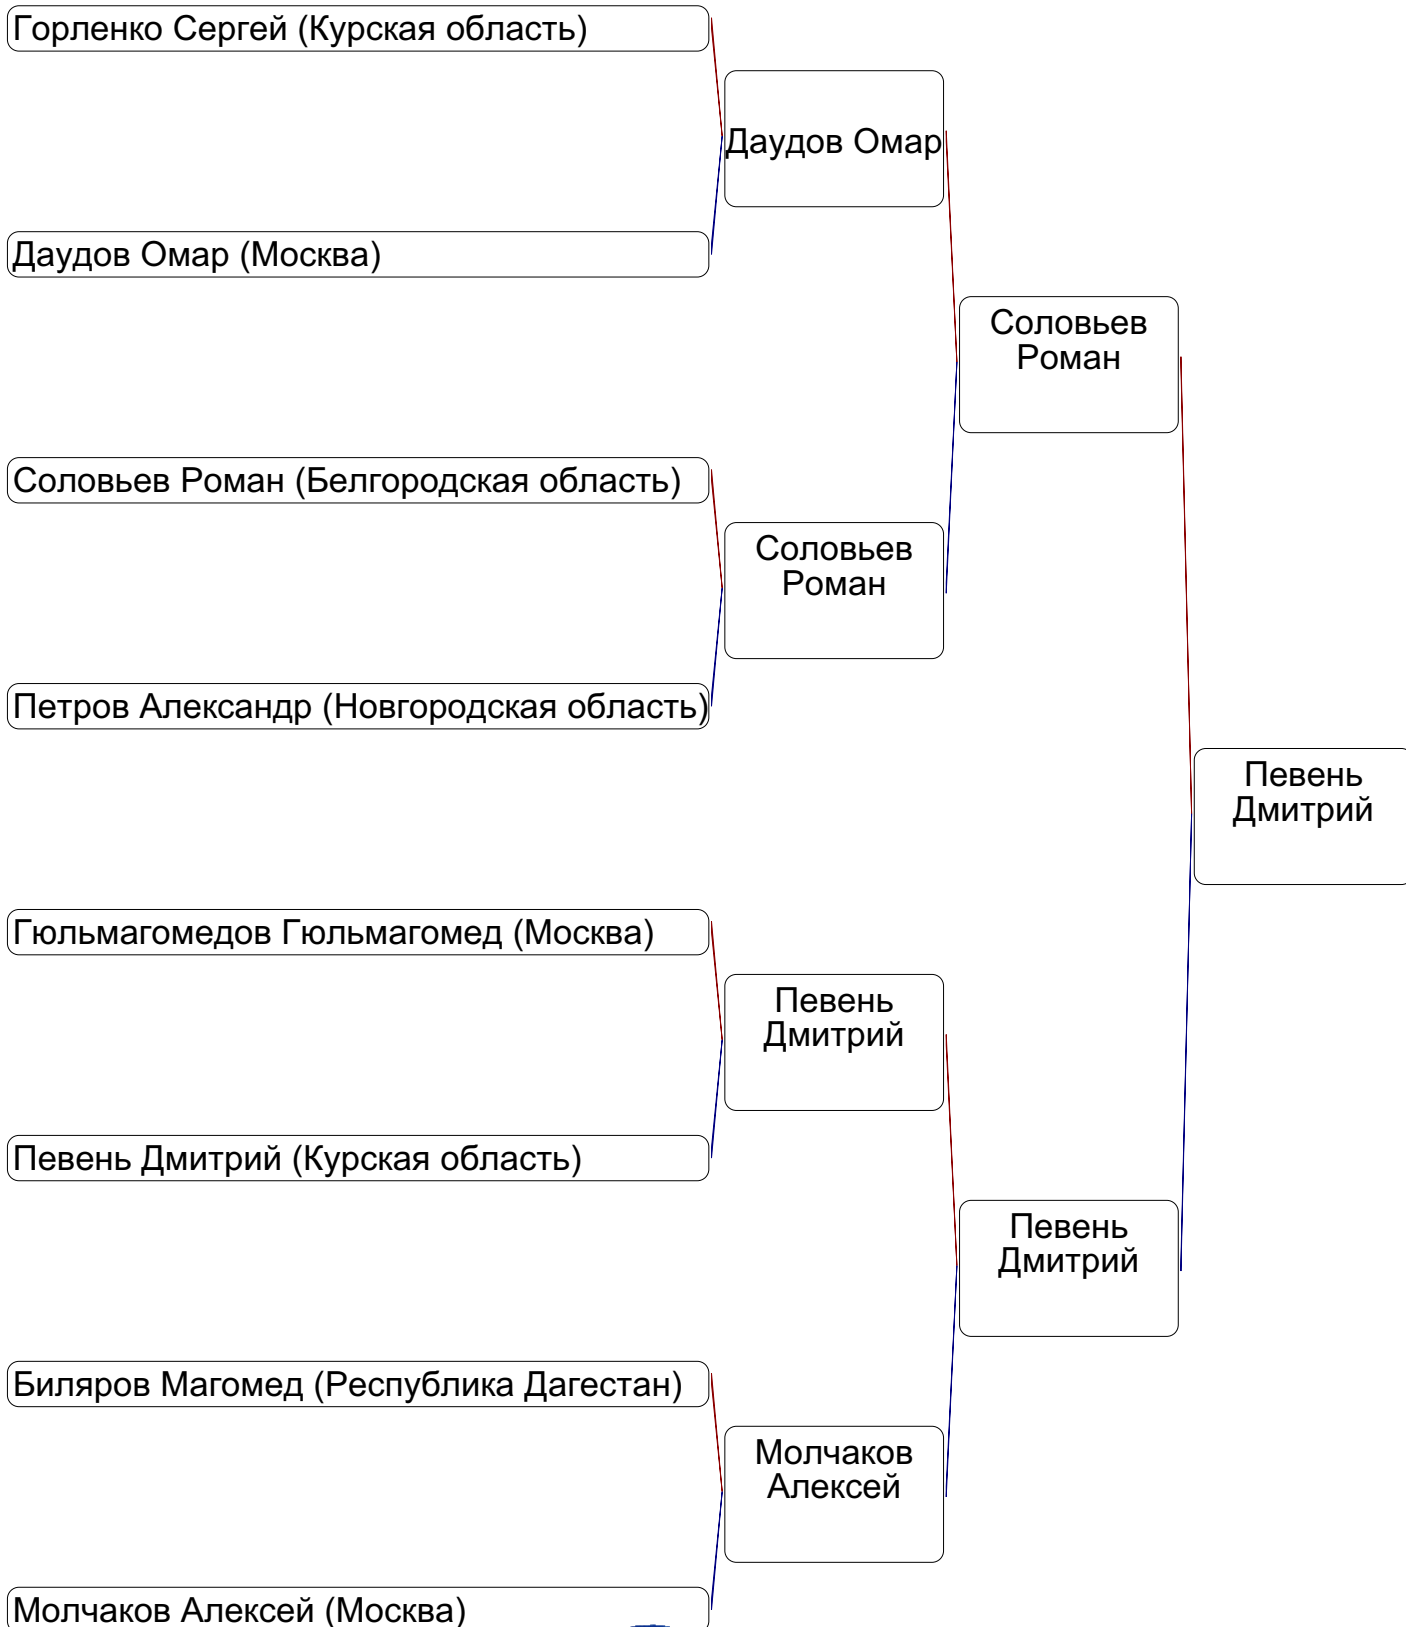 Горленко Сергей (Курская область)
Даудов Омар
Даудов Омар (Москва)
Соловьев
Роман
Соловьев Роман (Белгородская область)
Соловьев
Роман
Петров Александр (Новгородская область)
Певень
Дмитрий
Гюльмагомедов Гюльмагомед (Москва)
Певень
Дмитрий
Певень Дмитрий (Курская область)
Певень
Дмитрий
Биляров Магомед (Республика Дагестан)
Молчаков
Алексей
Молчаков Алексей (Москва)